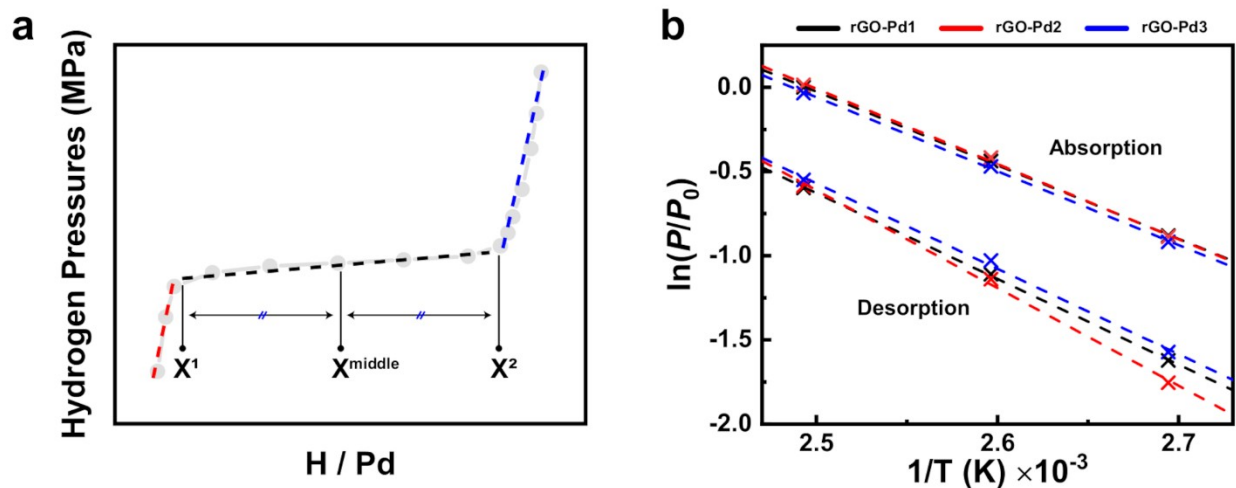 a
Hydrogen Pressures (MPa)
X¹
Xᵐⁱᵈᵈˡᵉ
X²
H / Pd
b
rGO-Pd1
rGO-Pd2
rGO-Pd3
ln(P/P₀)
0.0
-0.5
-1.0
-1.5
-2.0
Absorption
Desorption
2.5
2.6
2.7
1/T (K) ×10⁻³